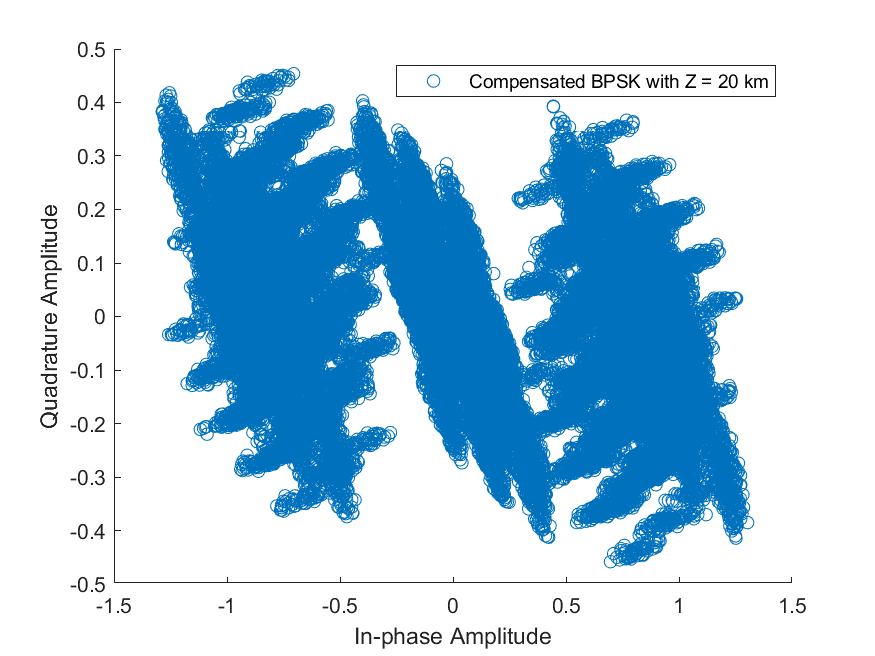 Compensated BPSK with Z = 20 km
0.5
0.4
0.3
0.2
0.1
0
-0.1
-0.2
-0.3
-0.4
-0.5
Quadrature Amplitude
-1.5 -1 -0.5 0 0.5 1 1.5
In-phase Amplitude